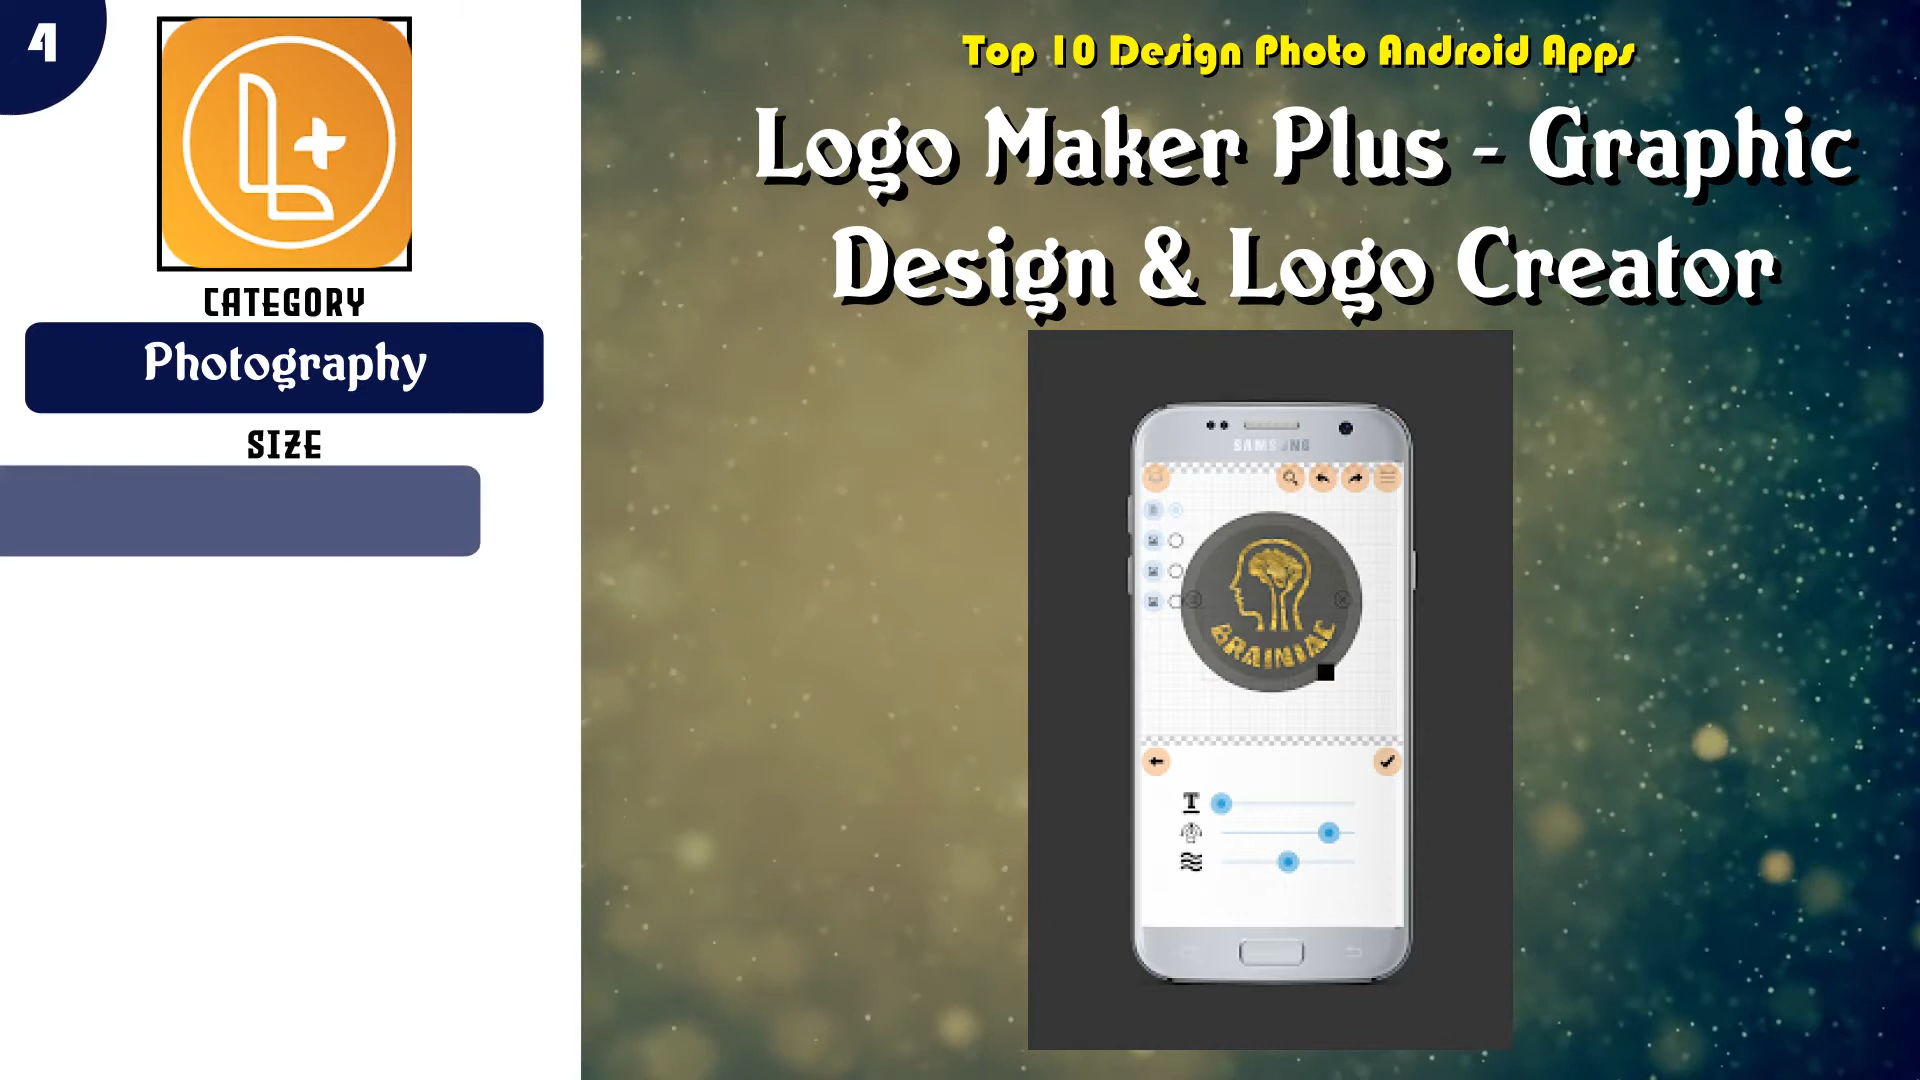 4
CATEGORY
Photography
SIZE
Top 10 Design Photo Android Apps
Logo Maker Plus - Graphic
Design & Logo Creator
SAMSUNG
BRAINIAC
T